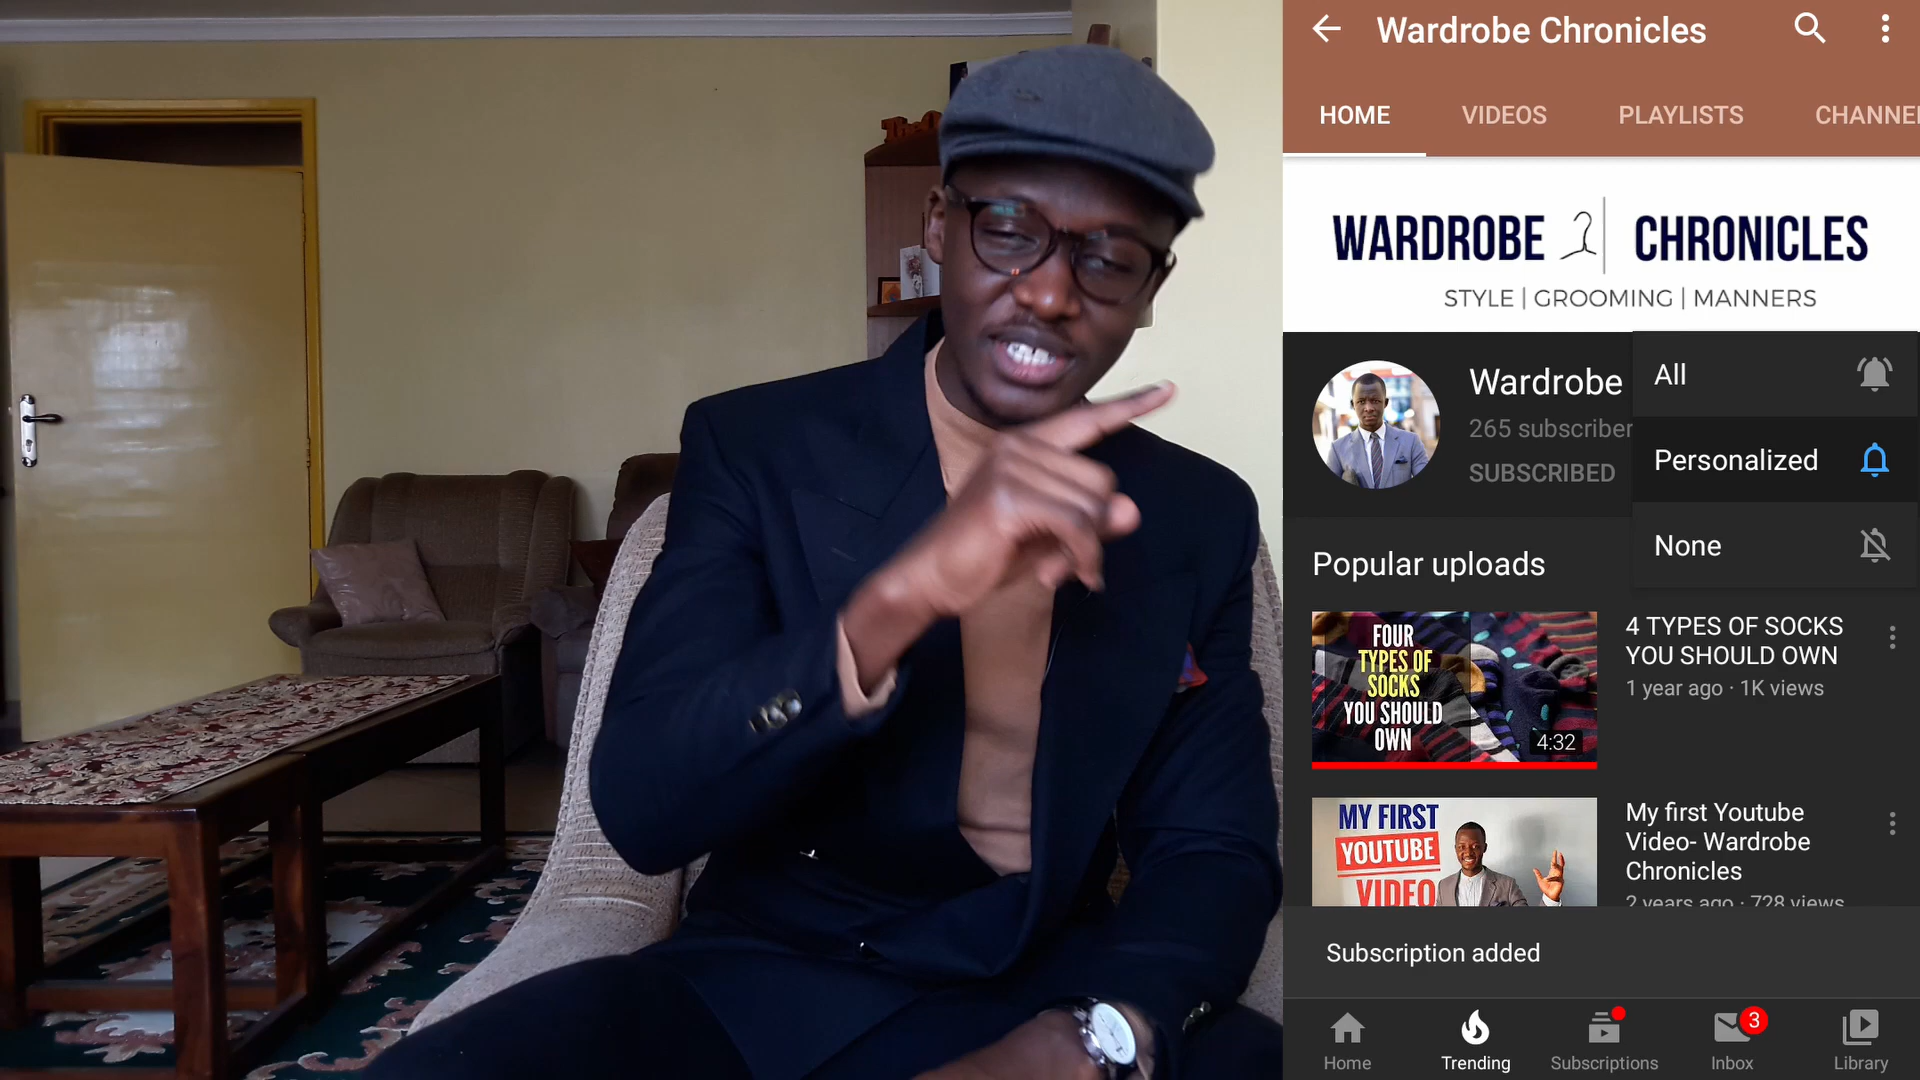 Wardrobe Chronicles
HOME VIDEOS PLAYLISTS CHANNE
WARDROBE CHRONICLES
STYLE | GROOMING | MANNERS
Wardrobe
265 subscriber
SUBSCRIBED
All
Personalized
None
Popular uploads
FOUR
TYPES OF
SOCKS
YOU SHOULD
OWN
4:32
4 TYPES OF SOCKS
YOU SHOULD OWN
1 year ago · 1K views
MY FIRST
YOUTUBE
VIDEO
My first Youtube
Video- Wardrobe
Chronicles
2 years ago · 728 views
Subscription added
3
Home Trending Subscriptions Inbox Library